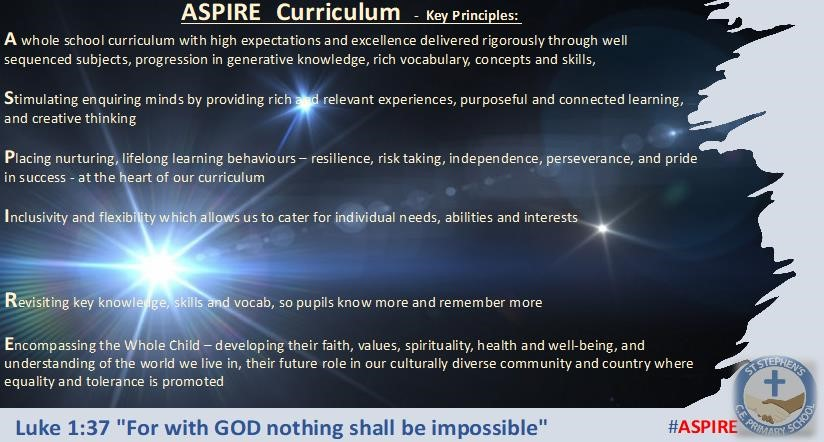 ASPIRE Curriculum - Key Principles:
A whole school curriculum with high expectations and excellence delivered rigorously through well
sequenced subjects, progression in generative knowledge, rich vocabulary, concepts and skills,
Stimulating enquiring minds by providing rich and relevant experiences, purposeful and connected learning,
and creative thinking
Placing nurturing, lifelong learning behaviours – resilience, risk taking, independence, perseverance, and pride
in success - at the heart of our curriculum
Inclusivity and flexibility which allows us to cater for individual needs, abilities and interests
Revisiting key knowledge, skills and vocab, so pupils know more and remember more
Encompassing the Whole Child – developing their faith, values, spirituality, health and well-being, and
understanding of the world we live in, their future role in our culturally diverse community and country where
equality and tolerance is promoted
ST STEPHEN'S
C.E. PRIMARY SCHOOL
Luke 1:37 "For with GOD nothing shall be impossible"
#ASPIRE